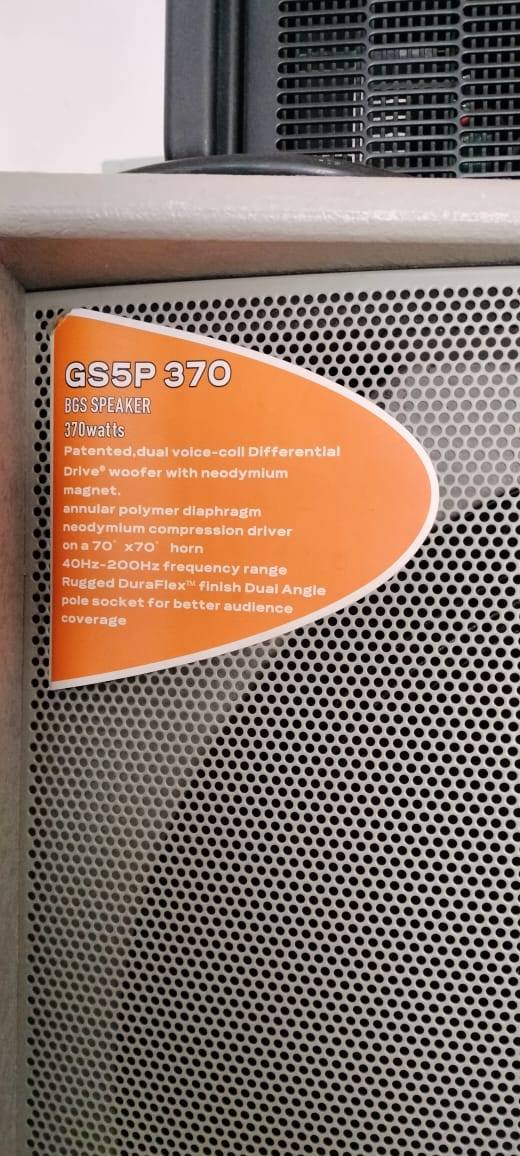 GS5P 370
BGS SPEAKER
370watts
Patented,dual voice-coil Differential
Drive® woofer with neodymium
magnet.
annular polymer diaphragm
neodymium compression driver
on a 70° x70° horn
40Hz-200Hz frequency range
Rugged DuraFlex™ finish Dual Angle
pole socket for better audience
coverage